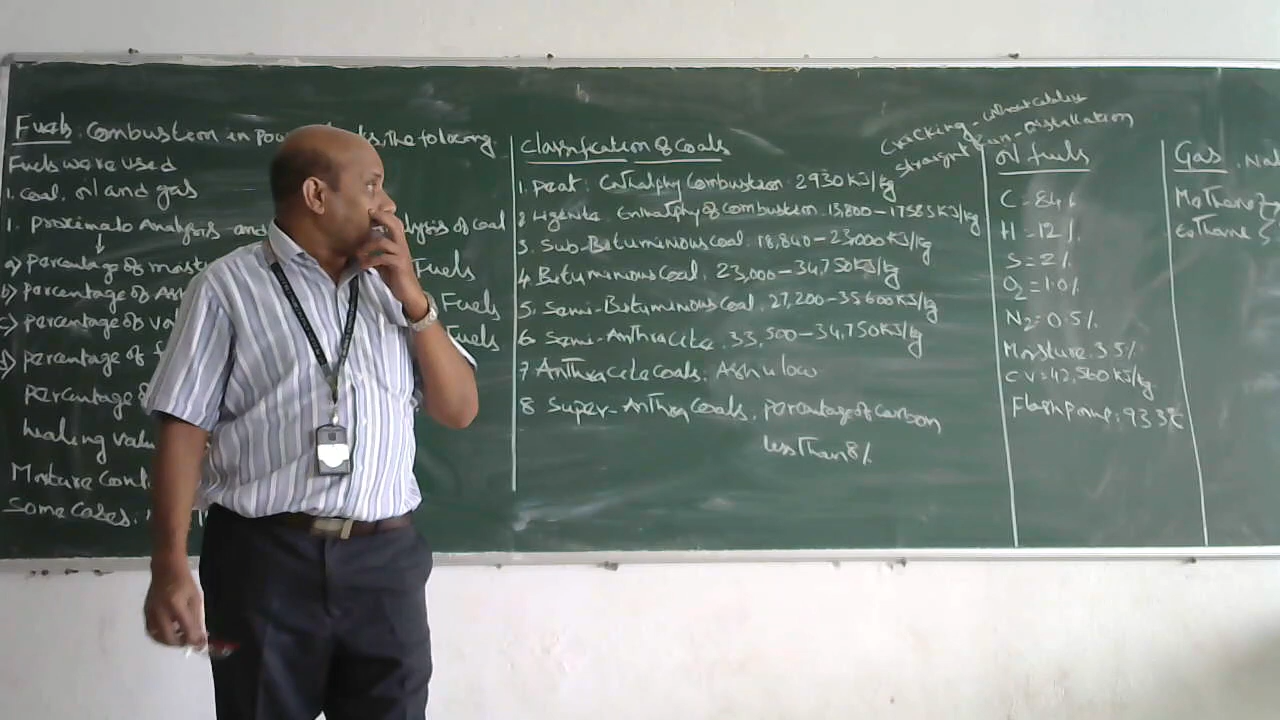 Fuels: Combustion in the following
Fuels were used
1. Coal, oil and gas
1. Proximate Analysis and Analysis of coal
a) Percentage of Fuels
b) Percentage of Fuels
c) Percentage of Fuels
d) percentage of
percentage
heating value
Moisture
Some Cases.
Classification of Coals
1. Peat: Enthalphy Combustion: 2930 KJ/kg
2 Ligenite. Enthalphy of combustion. 13,800-17585 KJ/kg
3. Sub-Bituminous coal. 18,840-23,000 KJ/kg
4 Bituminous coal. 23,000-34,750 KJ/kg
5. Semi-Bituminous coal. 27,200-35600 KJ/kg
6 Semi-Anthracite. 33,500-34,750 KJ/kg
7 Anthracite coals. Ash is low
8 Super-Anthra coals. percentage of carbon
less Than 8%
Cracking-
Straight run-distillation
oil fuels
C-84%
H-12%
S=2%
O2=1.0%
N2=0.5%
Moisture. 3.5%
CV=42,560 KJ/kg
Flash Point: 93.3°C
Gas
Methane
Ethane